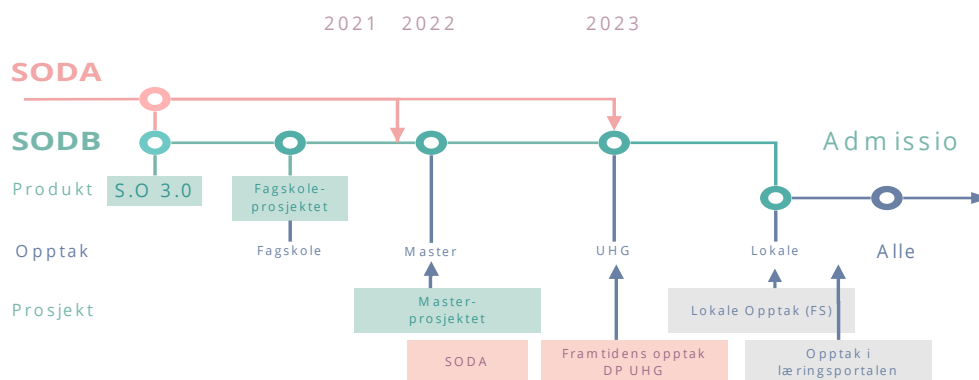 2021 2022 2023
SODA
SODB
Admissio
Produkt
S.O 3.0
Fagskole-
prosjektet
Opptak
Fagskole
Master
UHG
Lokale
Alle
Prosjekt
Master-
prosjektet
Lokale Opptak (FS)
SODA
Framtidens opptak
DP UHG
Opptak i
læringsportalen